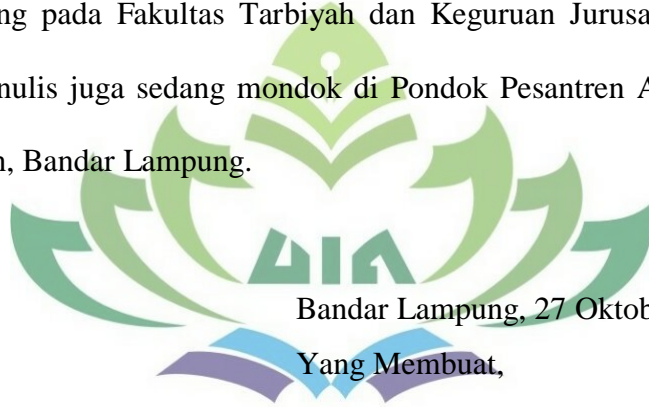 ng pada Fakultas Tarbiyah dan Keguruan Jurusa
nulis juga sedang mondok di Pondok Pesantren A
n, Bandar Lampung.
UIN
Bandar Lampung, 27 Oktob
Yang Membuat,